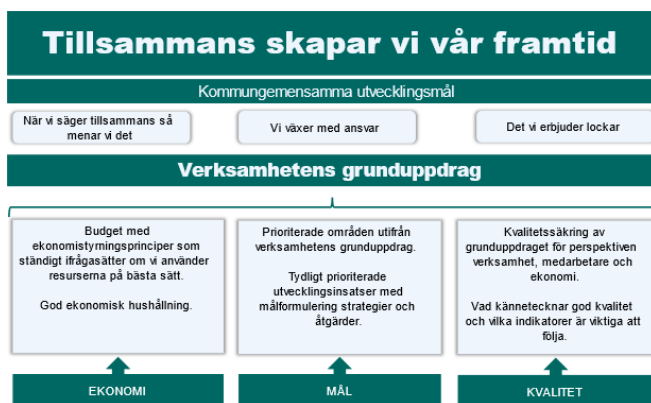 Tillsammans skapar vi vår framtid
Kommungemensamma utvecklingsmål
När vi säger tillsammans så
menar vi det
Vi växer med ansvar
Det vi erbjuder lockar
Verksamhetens grunduppdrag
Budget med
ekonomistyrningsprinciper som
ständigt ifrågasätter om vi använder
resurserna på bästa sätt.
God ekonomisk hushållning.
Prioriterade områden utifrån
verksamhetens grunduppdrag.
Tydligt prioriterade
utvecklingsinsatser med
målformulering strategier och
åtgärder.
Kvalitetssäkring av
grunduppdraget för perspektiven
verksamhet, medarbetare och
ekonomi.
Vad kännetecknar god kvalitet
och vilka indikatorer är viktiga att
följa.
EKONOMI
MÅL
KVALITET